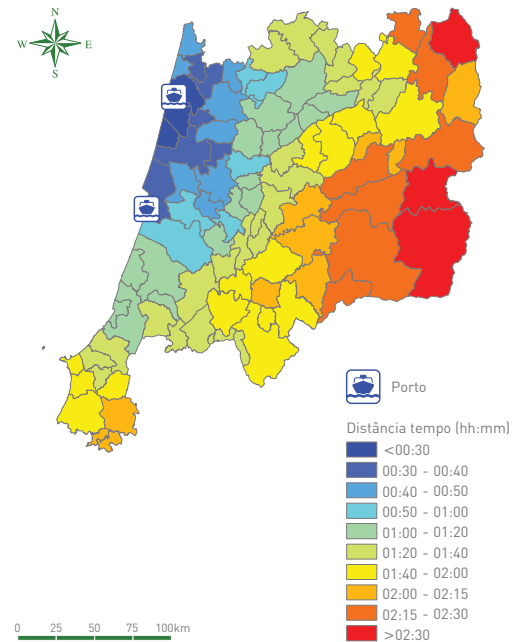 N
W E
S
Porto
Distância tempo (hh:mm)
<00:30
00:30 - 00:40
00:40 - 00:50
00:50 - 01:00
01:00 - 01:20
01:20 - 01:40
01:40 - 02:00
02:00 - 02:15
02:15 - 02:30
>02:30
0 25 50 75 100km